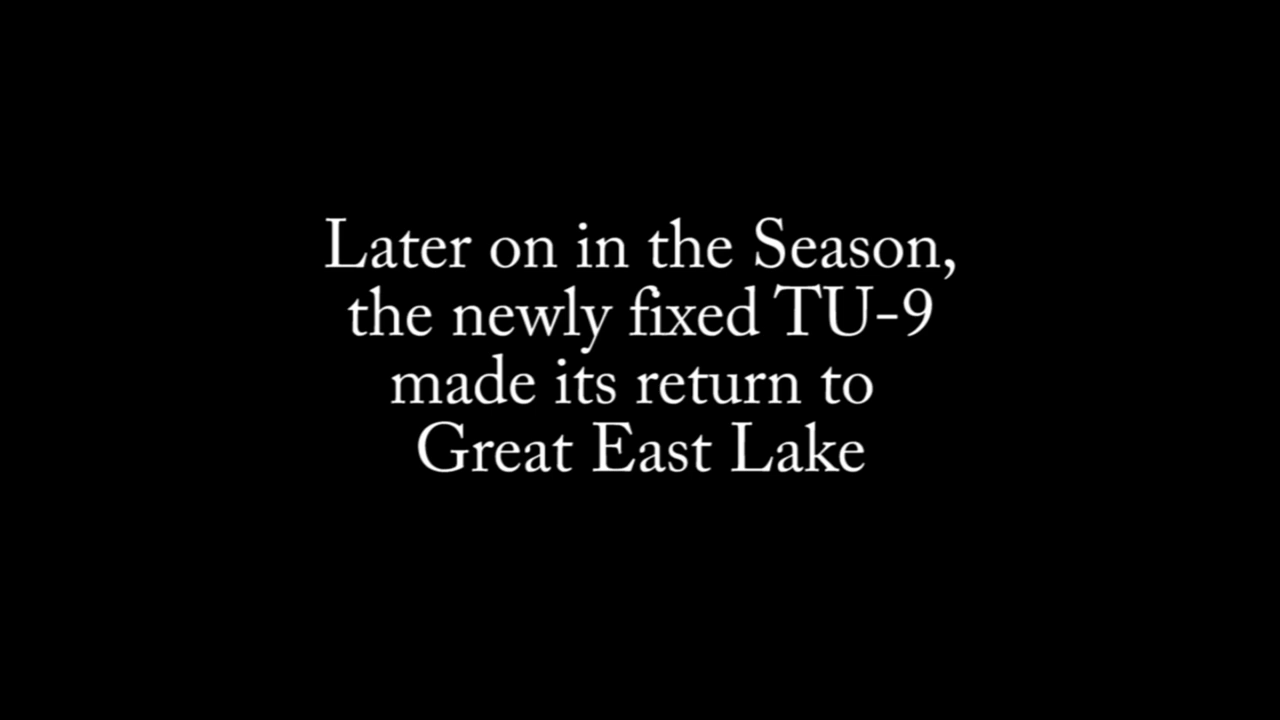 Later on in the Season,
the newly fixed TU-9
made its return to
Great East Lake